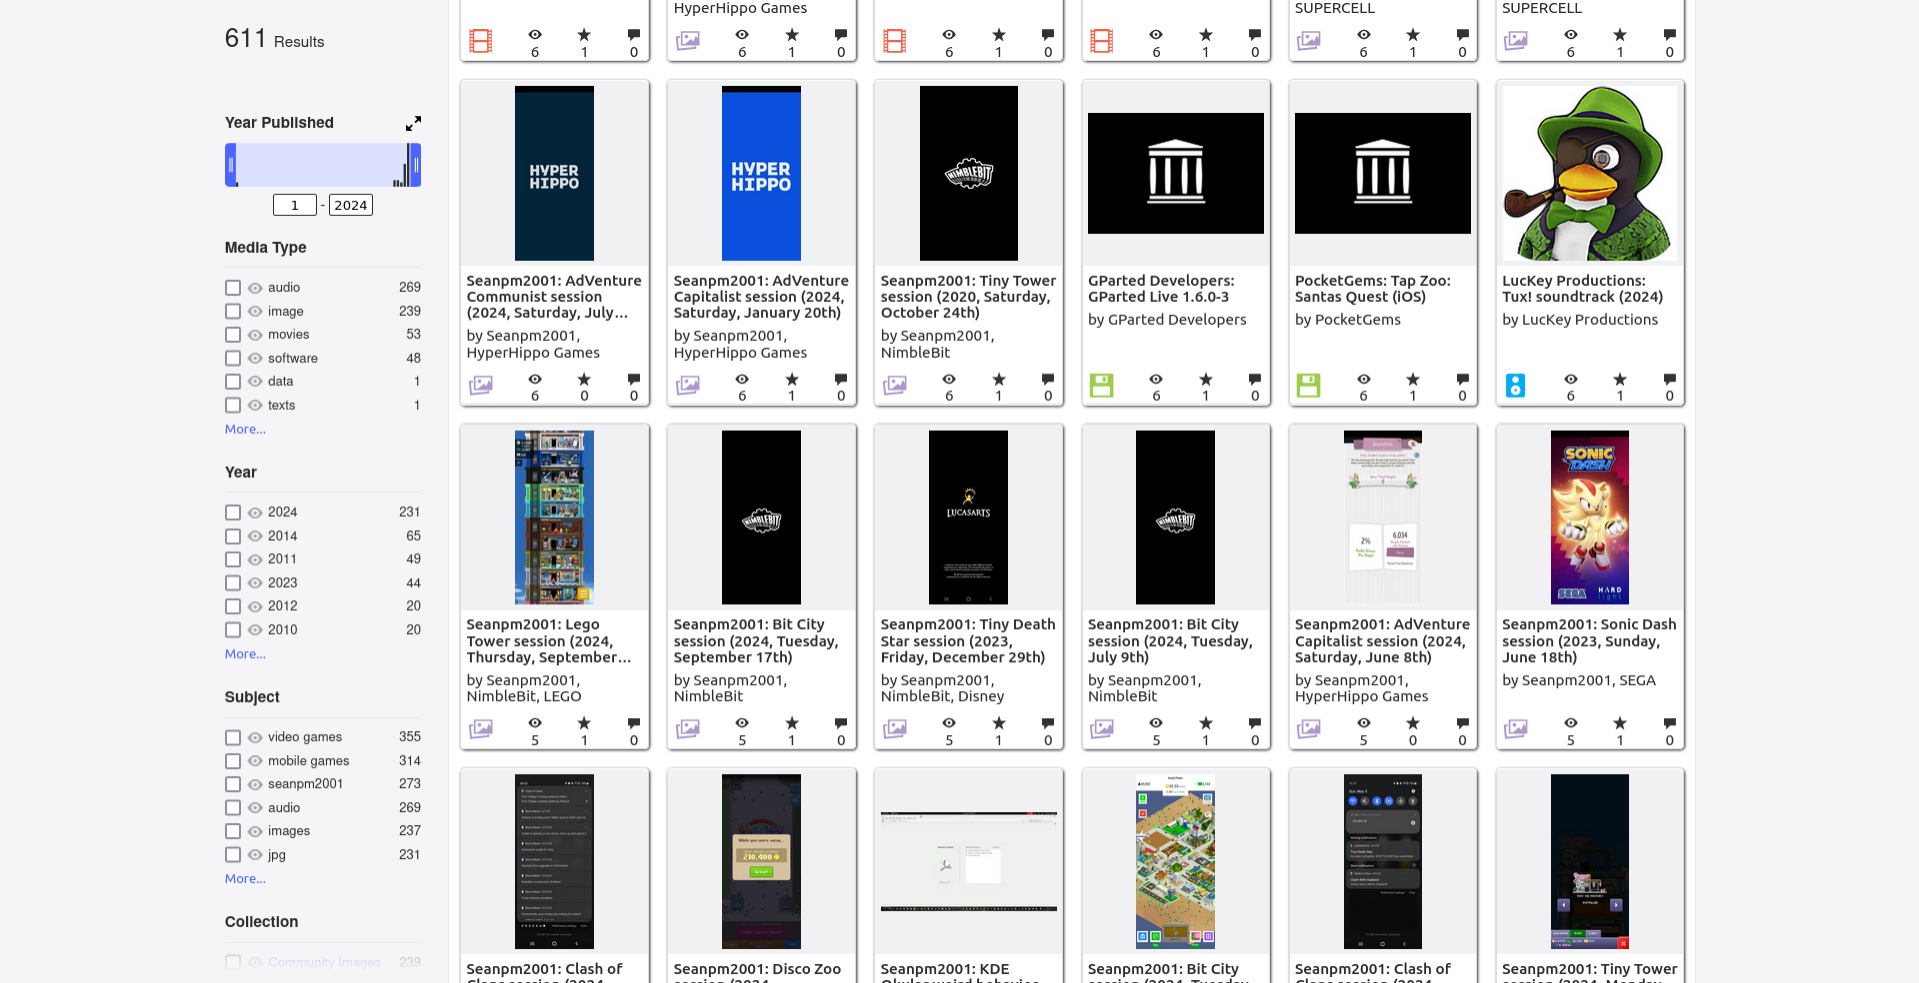 611 Results
Year Published
1 - 2024
Media Type
audio 269
image 239
movies 53
software 48
data 1
texts 1
More...
Year
2024 231
2014 65
2011 49
2023 44
2012 20
2010 20
More...
Subject
video games 355
mobile games 314
seanpm2001 273
audio 269
images 237
jpg 231
More...
Collection
Community Images 239
HyperHippo Games
SUPERCELL
SUPERCELL
6 1 0
6 1 0
6 1 0
6 1 0
6 1 0
6 1 0
HYPER
HIPPO
Seanpm2001: AdVenture
Communist session
(2024, Saturday, July...
by Seanpm2001,
HyperHippo Games
6 0 0
HYPER
HIPPO
Seanpm2001: AdVenture
Capitalist session (2024,
Saturday, January 20th)
by Seanpm2001,
HyperHippo Games
6 1 0
NIMBLEBIT
Seanpm2001: Tiny Tower
session (2020, Saturday,
October 24th)
by Seanpm2001,
NimbleBit
6 1 0
GParted Developers:
GParted Live 1.6.0-3
by GParted Developers
6 1 0
PocketGems: Tap Zoo:
Santas Quest (iOS)
by PocketGems
6 1 0
LucKey Productions:
Tux! soundtrack (2024)
by LucKey Productions
6 1 0
Seanpm2001: Lego
Tower session (2024,
Thursday, September...
by Seanpm2001,
NimbleBit, LEGO
5 1 0
NIMBLEBIT
Seanpm2001: Bit City
session (2024, Tuesday,
September 17th)
by Seanpm2001,
NimbleBit
5 1 0
LUCASARTS
Seanpm2001: Tiny Death
Star session (2023,
Friday, December 29th)
by Seanpm2001,
NimbleBit, Disney
5 1 0
NIMBLEBIT
Seanpm2001: Bit City
session (2024, Tuesday,
July 9th)
by Seanpm2001,
NimbleBit
5 1 0
2%
6,034
Seanpm2001: AdVenture
Capitalist session (2024,
Saturday, June 8th)
by Seanpm2001,
HyperHippo Games
5 0 0
SONIC
DASH
SEGA HARD
light
Seanpm2001: Sonic Dash
session (2023, Sunday,
June 18th)
by Seanpm2001, SEGA
5 1 0
Seanpm2001: Clash of
210,400
Seanpm2001: Disco Zoo
Seanpm2001: KDE
Seanpm2001: Bit City
Sun, May 5
Seanpm2001: Clash of
Seanpm2001: Tiny Tower